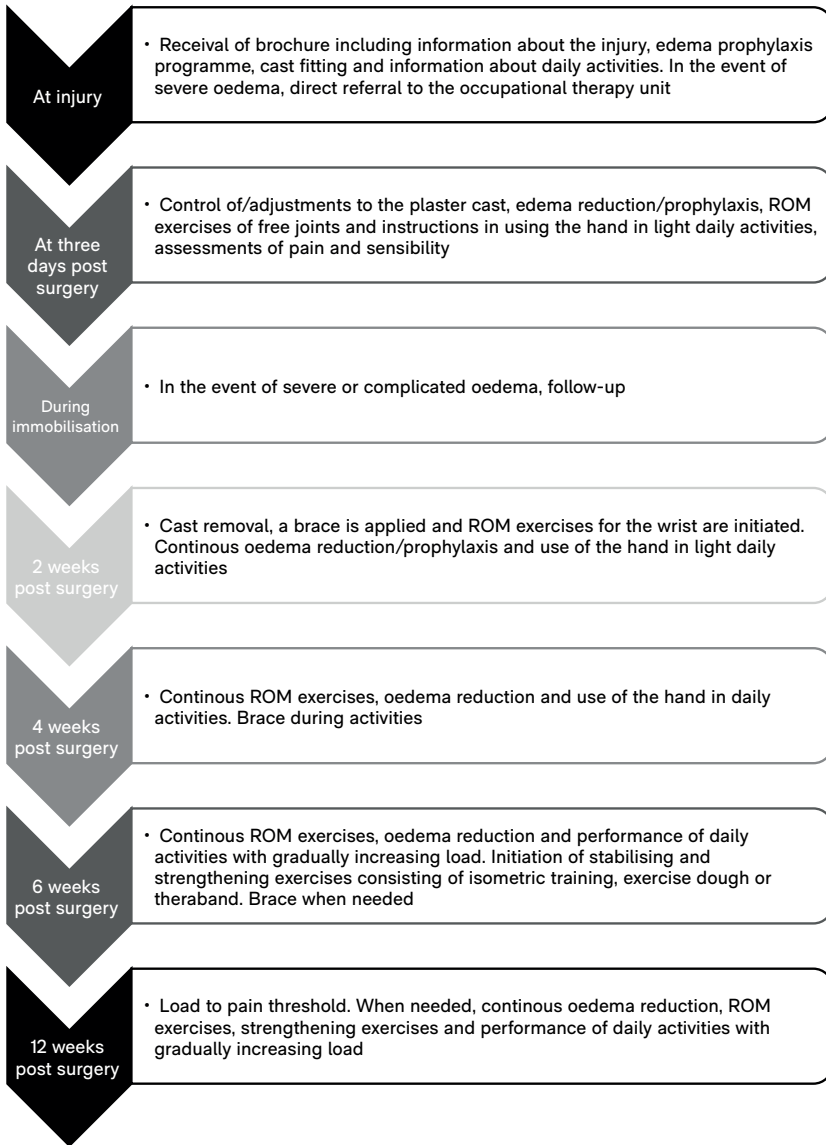 At injury
• Receival of brochure including information about the injury, edema prophylaxis
programme, cast fitting and information about daily activities. In the event of
severe oedema, direct referral to the occupational therapy unit
At three
days post
surgery
• Control of/adjustments to the plaster cast, edema reduction/prophylaxis, ROM
exercises of free joints and instructions in using the hand in light daily activities,
assessments of pain and sensibility
During
immobilisation
• In the event of severe or complicated oedema, follow-up
2 weeks
post surgery
• Cast removal, a brace is applied and ROM exercises for the wrist are initiated.
Continous oedema reduction/prophylaxis and use of the hand in light daily
activities
4 weeks
post surgery
• Continous ROM exercises, oedema reduction and use of the hand in daily
activities. Brace during activities
6 weeks
post surgery
• Continous ROM exercises, oedema reduction and performance of daily
activities with gradually increasing load. Initiation of stabilising and
strengthening exercises consisting of isometric training, exercise dough or
theraband. Brace when needed
12 weeks
post surgery
• Load to pain threshold. When needed, continous oedema reduction, ROM
exercises, strengthening exercises and performance of daily activities with
gradually increasing load